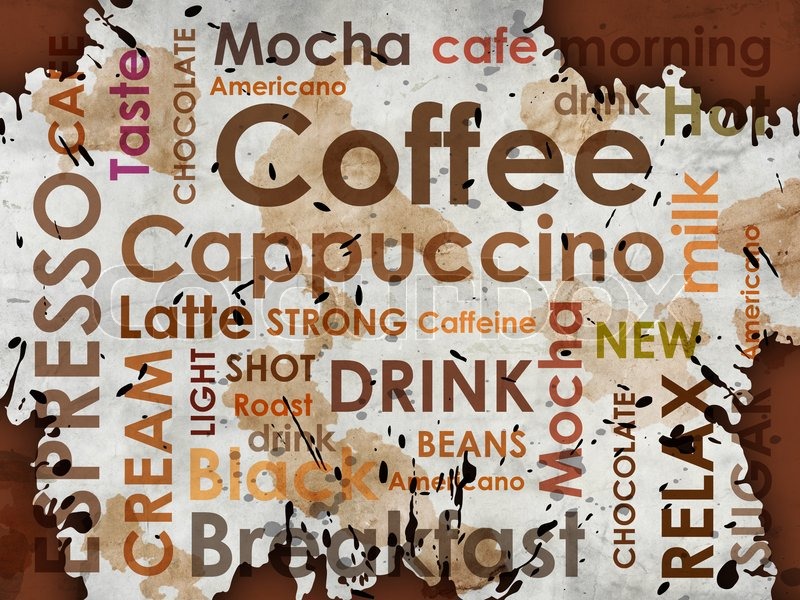 Mocha cafe morning
CAFE
Taste
CHOCOLATE
Americano
drink
Hot
Coffee
ESPRESSO
Cappuccino
milk
Americano
Latte STRONG Caffeine
Mocha
NEW
CREAM
LIGHT
SHOT
DRINK
Roast
drink
BEANS
CHOCOLATE
RELAX
SUGAR
Black
Americano
Breakfast